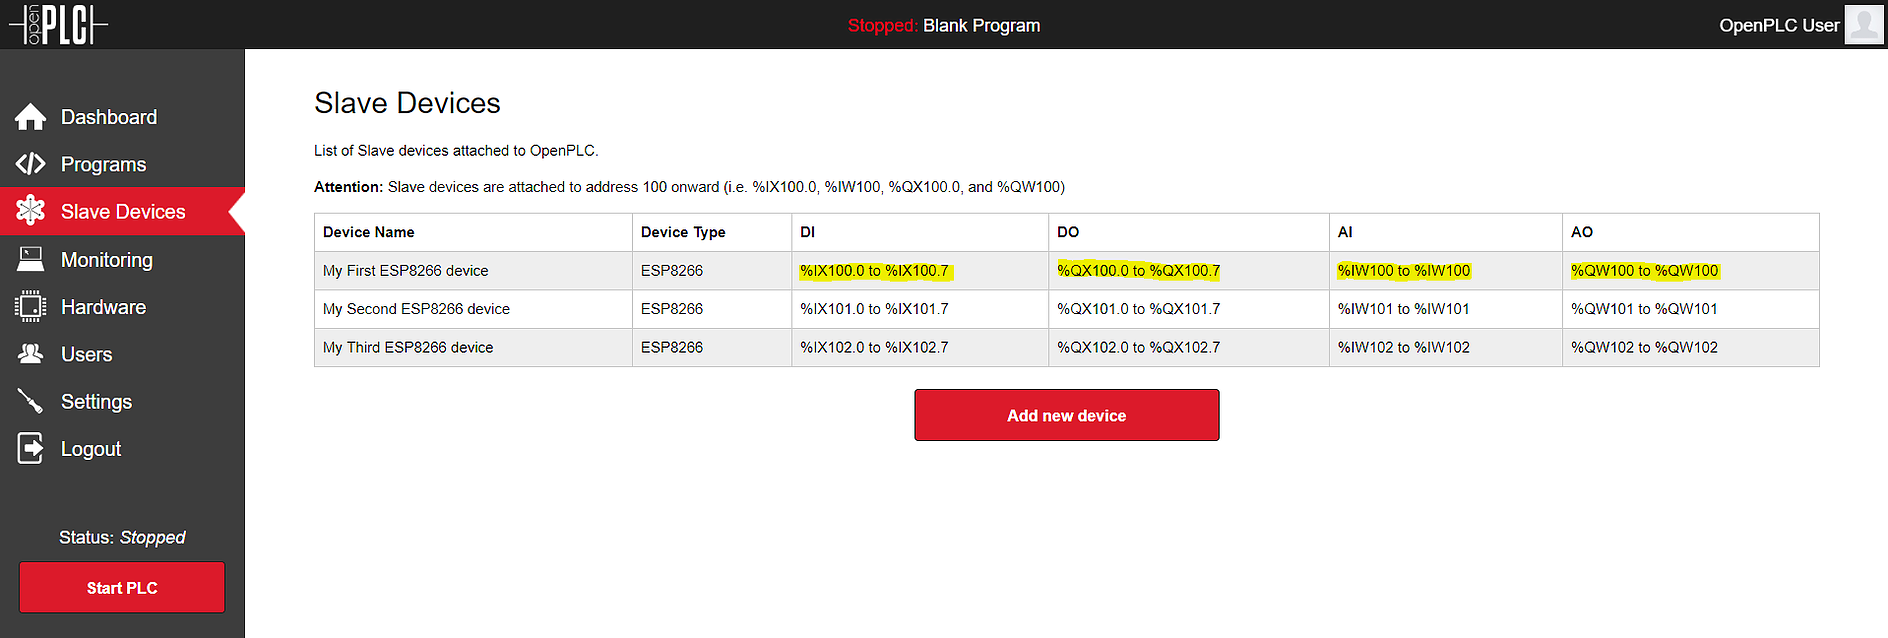 open PLC
Stopped: Blank Program
OpenPLC User
Dashboard
Programs
Slave Devices
Monitoring
Hardware
Users
Settings
Logout
Status: Stopped
Start PLC
Slave Devices
List of Slave devices attached to OpenPLC.
Attention: Slave devices are attached to address 100 onward (i.e. %IX100.0, %IW100, %QX100.0, and %QW100)
Device Name Device Type DI DO AI AO
My First ESP8266 device ESP8266 %IX100.0 to %IX100.7 %QX100.0 to %QX100.7 %IW100 to %IW100 %QW100 to %QW100
My Second ESP8266 device ESP8266 %IX101.0 to %IX101.7 %QX101.0 to %QX101.7 %IW101 to %IW101 %QW101 to %QW101
My Third ESP8266 device ESP8266 %IX102.0 to %IX102.7 %QX102.0 to %QX102.7 %IW102 to %IW102 %QW102 to %QW102
Add new device